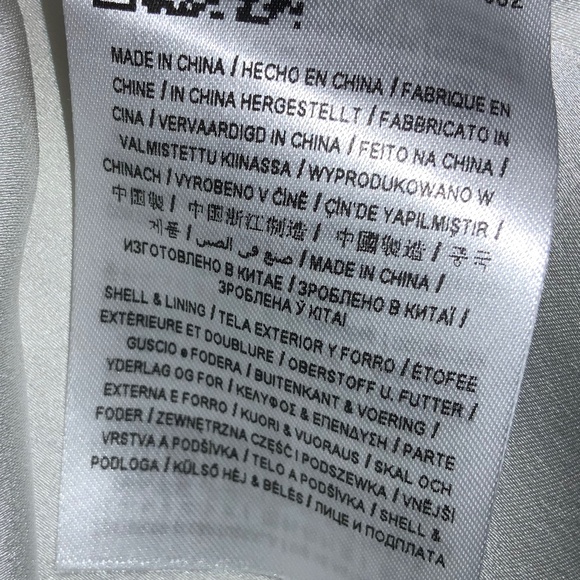 032
MADE IN CHINA / HECHO EN CHINA / FABRIQUE EN
CHINE / IN CHINA HERGESTELLT / FABBRICATO IN
CINA / VERVAARDIGD IN CHINA / FEITO NA CHINA /
VALMISTETTU KIINASSA / WYPRODUKOWANO W
CHINACH / VYROBENO V ČÍNĚ / ÇİN'DE YAPILMIŞTIR /
中国製 / 中国浙江制造 / 中國製造 / 중국
제품 / صنع في الصين / MADE IN CHINA /
ИЗГОТОВЛЕНО В КИТАЕ / ЗРОБЛЕНО В КИТАЇ /
ЗРОБЛЕНА Ў КІТАІ
SHELL & LINING / TELA EXTERIOR Y FORRO / ÉTOFEE
EXTÉRIEURE ET DOUBLURE / OBERSTOFF U. FUTTER /
GUSCIO e FODERA / BUITENKANT & VOERING /
YDERLAG OG FOR / ΚΕΛΥΦΟΣ & ΕΠΕΝΔΥΣΗ / PARTE
EXTERNA E FORRO / KUORI & VUORAUS / SKAL OCH
FODER / ZEWNĘTRZNA CZĘŚĆ I PODSZEWKA / VNĚJŠÍ
VRSTVA A PODŠÍVKA / TELO A PODŠÍVKA / SHELL &
PODLOGA / KÜLSŐ HÉJ & BÉLÉS / ЛИЦЕ И ПОДПЛАТА